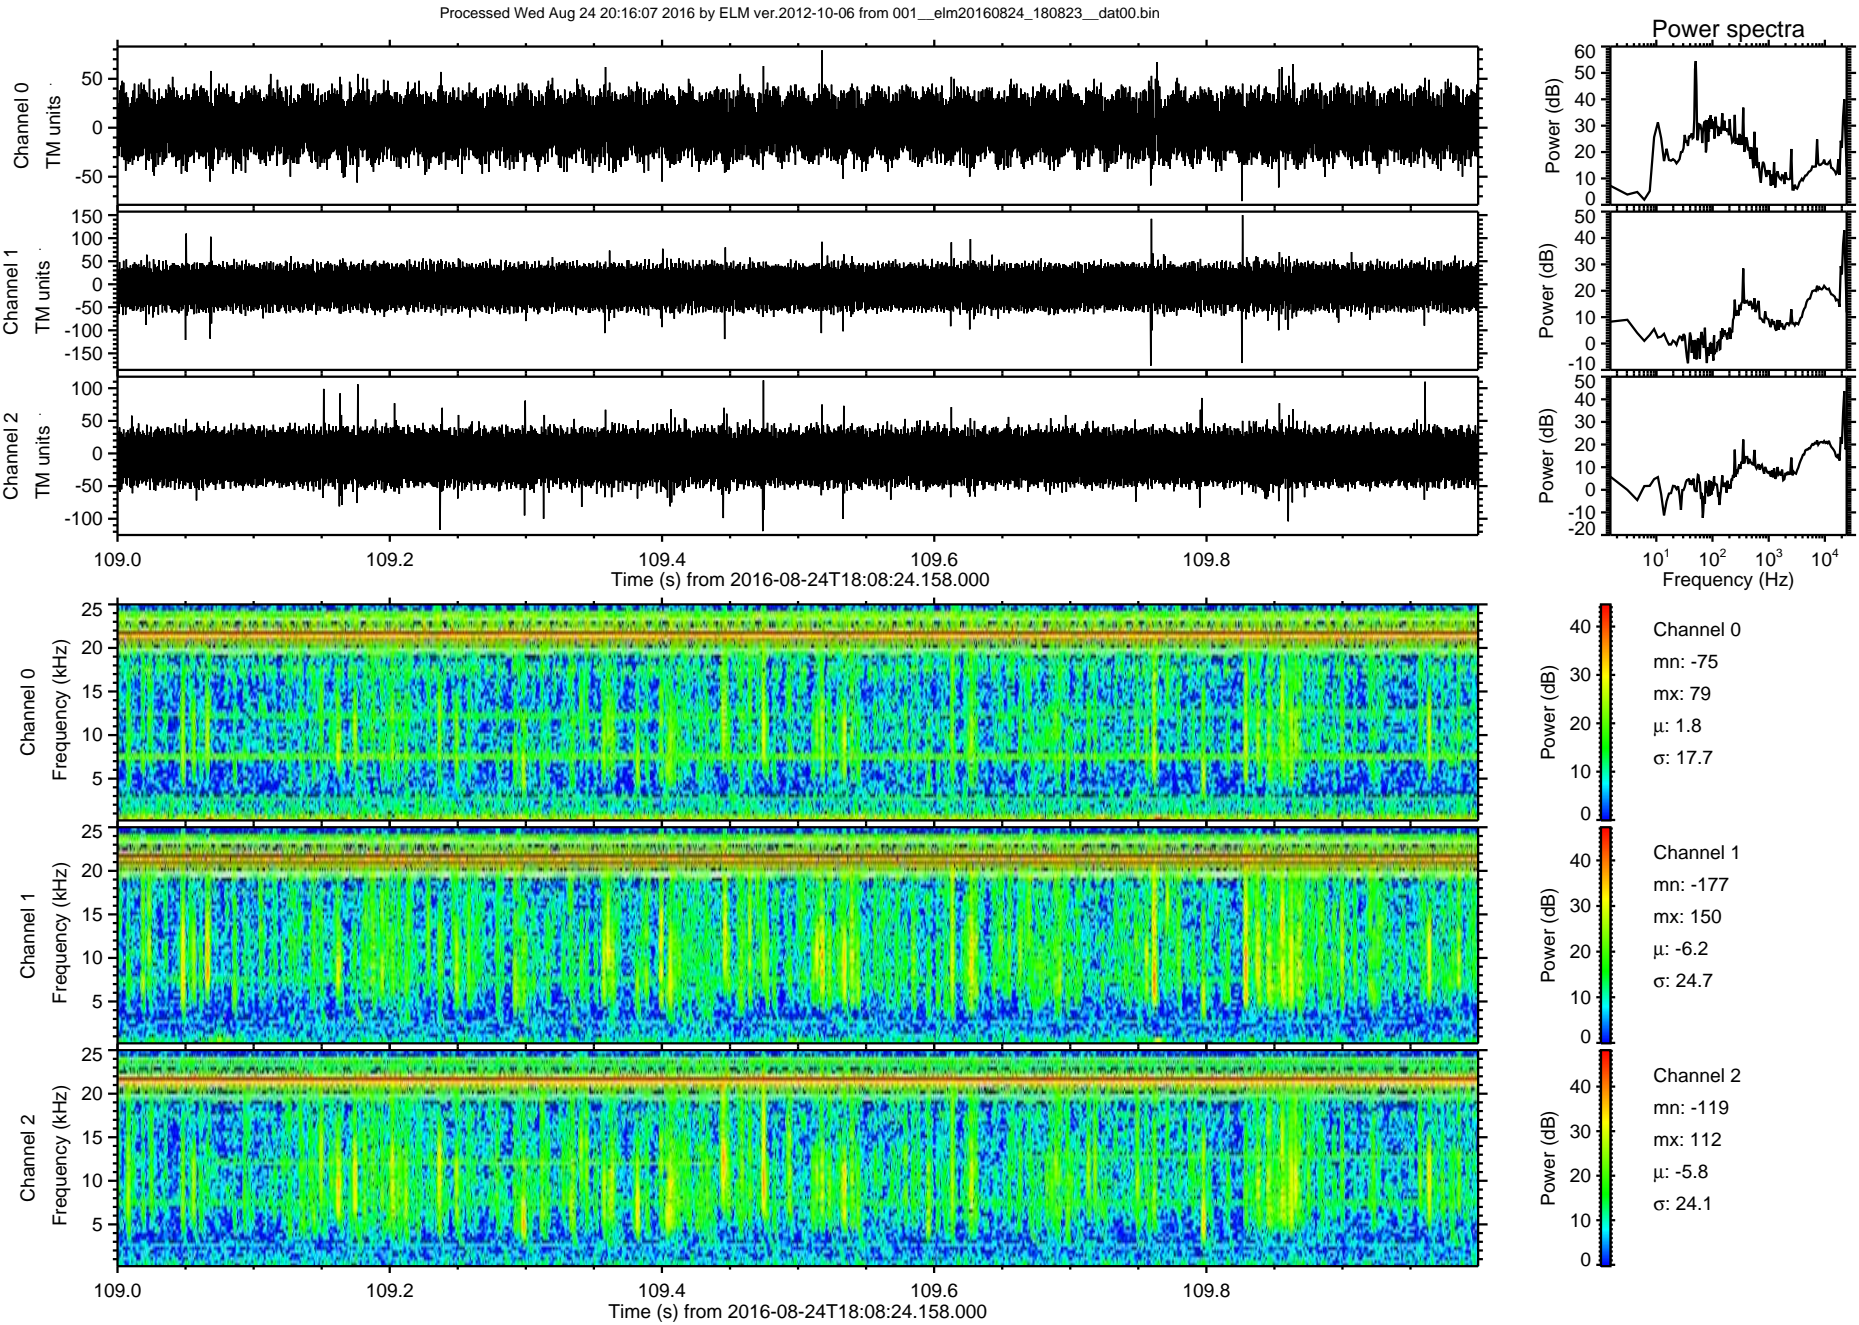 Processed Wed Aug 24 20:16:07 2016 by ELM ver.2012-10-06 from 001__elm20160824_180823__dat00.bin
Power spectra
Channel 0
TM units
50
0
-50
Power (dB)
60
50
40
30
20
10
0
Channel 1
TM units
150
100
50
0
-50
-100
-150
Power (dB)
50
40
30
20
10
0
-10
Channel 2
TM units
100
50
0
-50
-100
Power (dB)
50
40
30
20
10
0
-10
-20
109.0 109.2 109.4 109.6 109.8
Time (s) from 2016-08-24T18:08:24.158.000
10¹ 10² 10³ 10⁴
Frequency (Hz)
Channel 0
Frequency (kHz)
25
20
15
10
5
Power (dB)
40
30
20
10
0
Channel 0
mn: -75
mx: 79
µ: 1.8
σ: 17.7
Channel 1
Frequency (kHz)
25
20
15
10
5
Power (dB)
40
30
20
10
0
Channel 1
mn: -177
mx: 150
µ: -6.2
σ: 24.7
Channel 2
Frequency (kHz)
25
20
15
10
5
Power (dB)
40
30
20
10
0
Channel 2
mn: -119
mx: 112
µ: -5.8
σ: 24.1
109.0 109.2 109.4 109.6 109.8
Time (s) from 2016-08-24T18:08:24.158.000